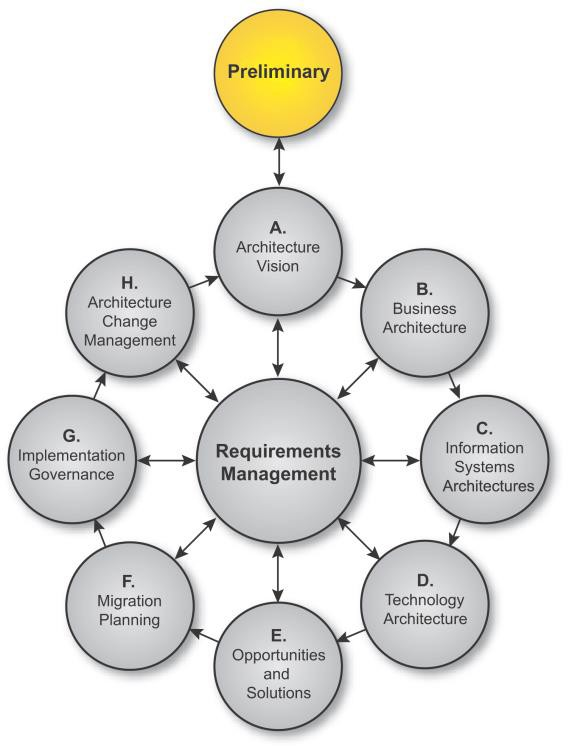 Preliminary
A.
Architecture
Vision
B.
Business
Architecture
C.
Information
Systems
Architectures
D.
Technology
Architecture
E.
Opportunities
and
Solutions
F.
Migration
Planning
G.
Implementation
Governance
H.
Architecture
Change
Management
Requirements
Management